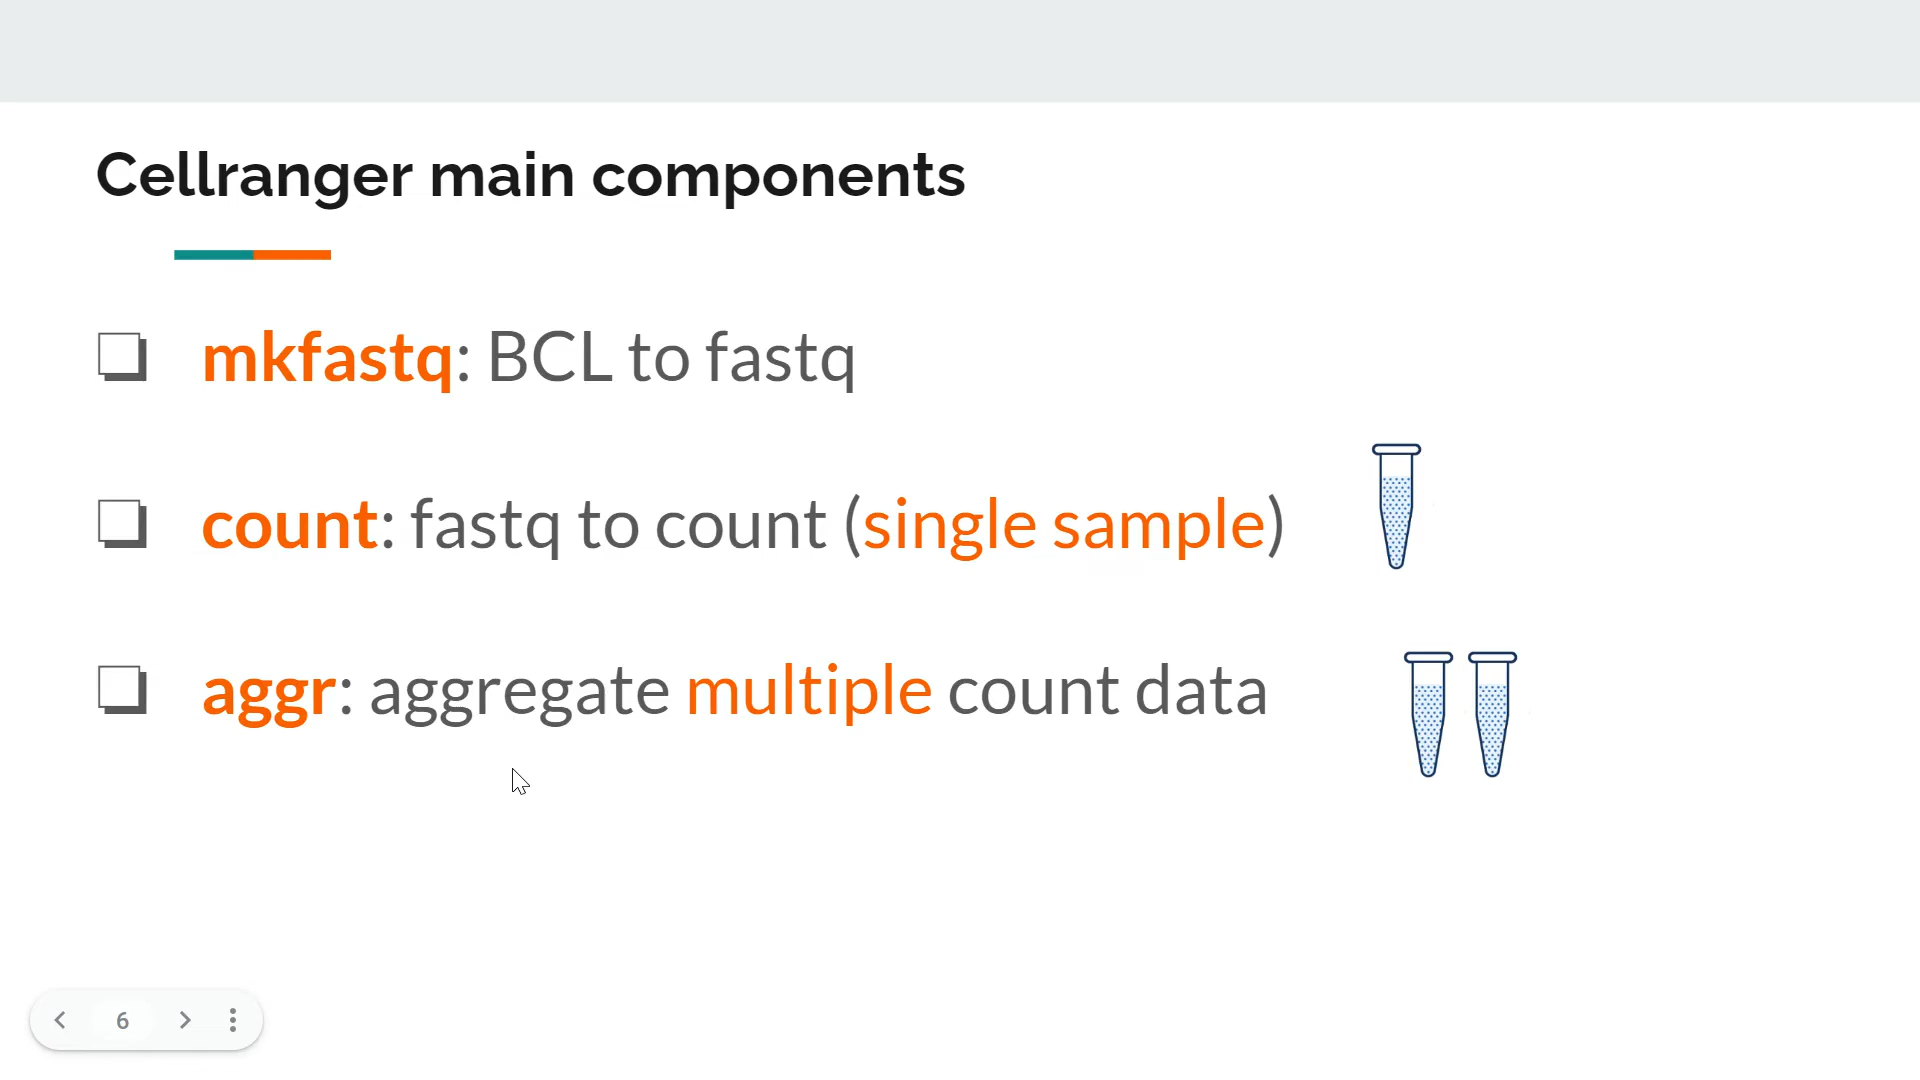 Cellranger main components
mkfastq: BCL to fastq
count: fastq to count (single sample)
aggr: aggregate multiple count data
6